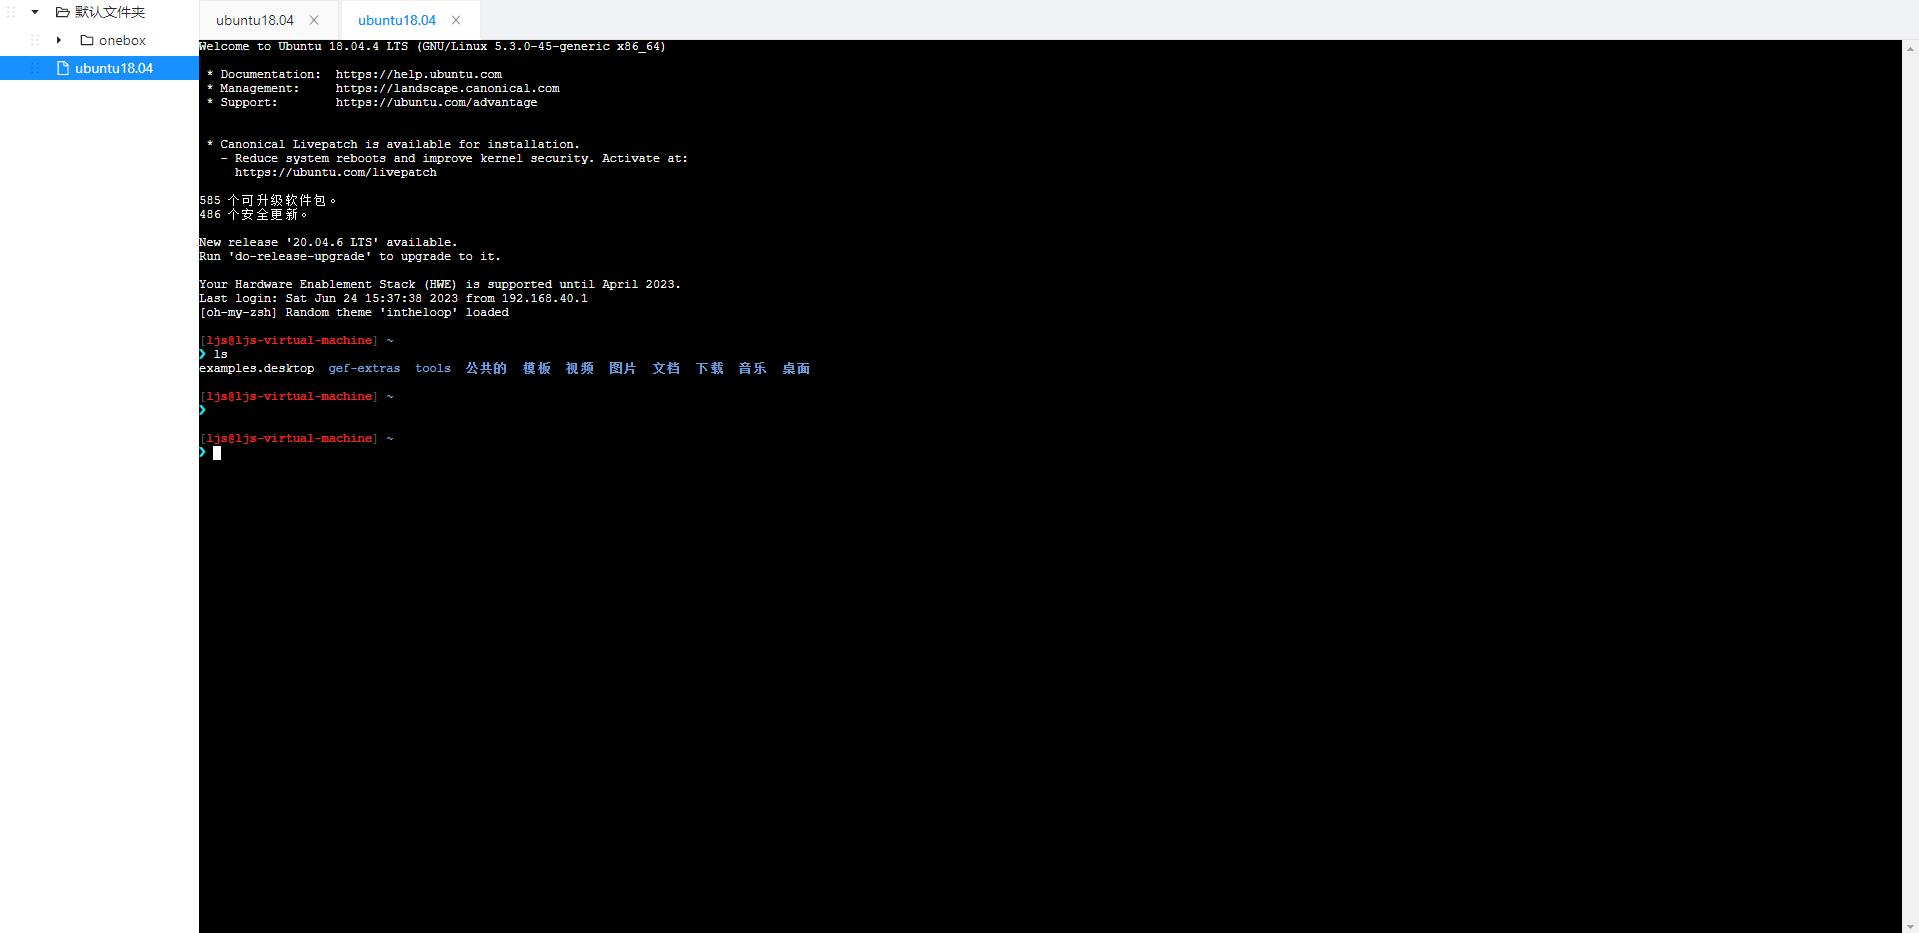 默认文件夹
onebox
ubuntu18.04
ubuntu18.04
ubuntu18.04
Welcome to Ubuntu 18.04.4 LTS (GNU/Linux 5.3.0-45-generic x86_64)
* Documentation:  https://help.ubuntu.com
* Management:     https://landscape.canonical.com
* Support:        https://ubuntu.com/advantage
* Canonical Livepatch is available for installation.
- Reduce system reboots and improve kernel security. Activate at:
https://ubuntu.com/livepatch
585 个可升级软件包。
486 个安全更新。
New release '20.04.6 LTS' available.
Run 'do-release-upgrade' to upgrade to it.
Your Hardware Enablement Stack (HWE) is supported until April 2023.
Last login: Sat Jun 24 15:37:38 2023 from 192.168.40.1
[oh-my-zsh] Random theme 'intheloop' loaded
[ljs@ljs-virtual-machine] ~
❯ ls
examples.desktop  gef-extras  tools  公共的  模板  视频  图片  文档  下载  音乐  桌面
[ljs@ljs-virtual-machine] ~
❯
[ljs@ljs-virtual-machine] ~
❯